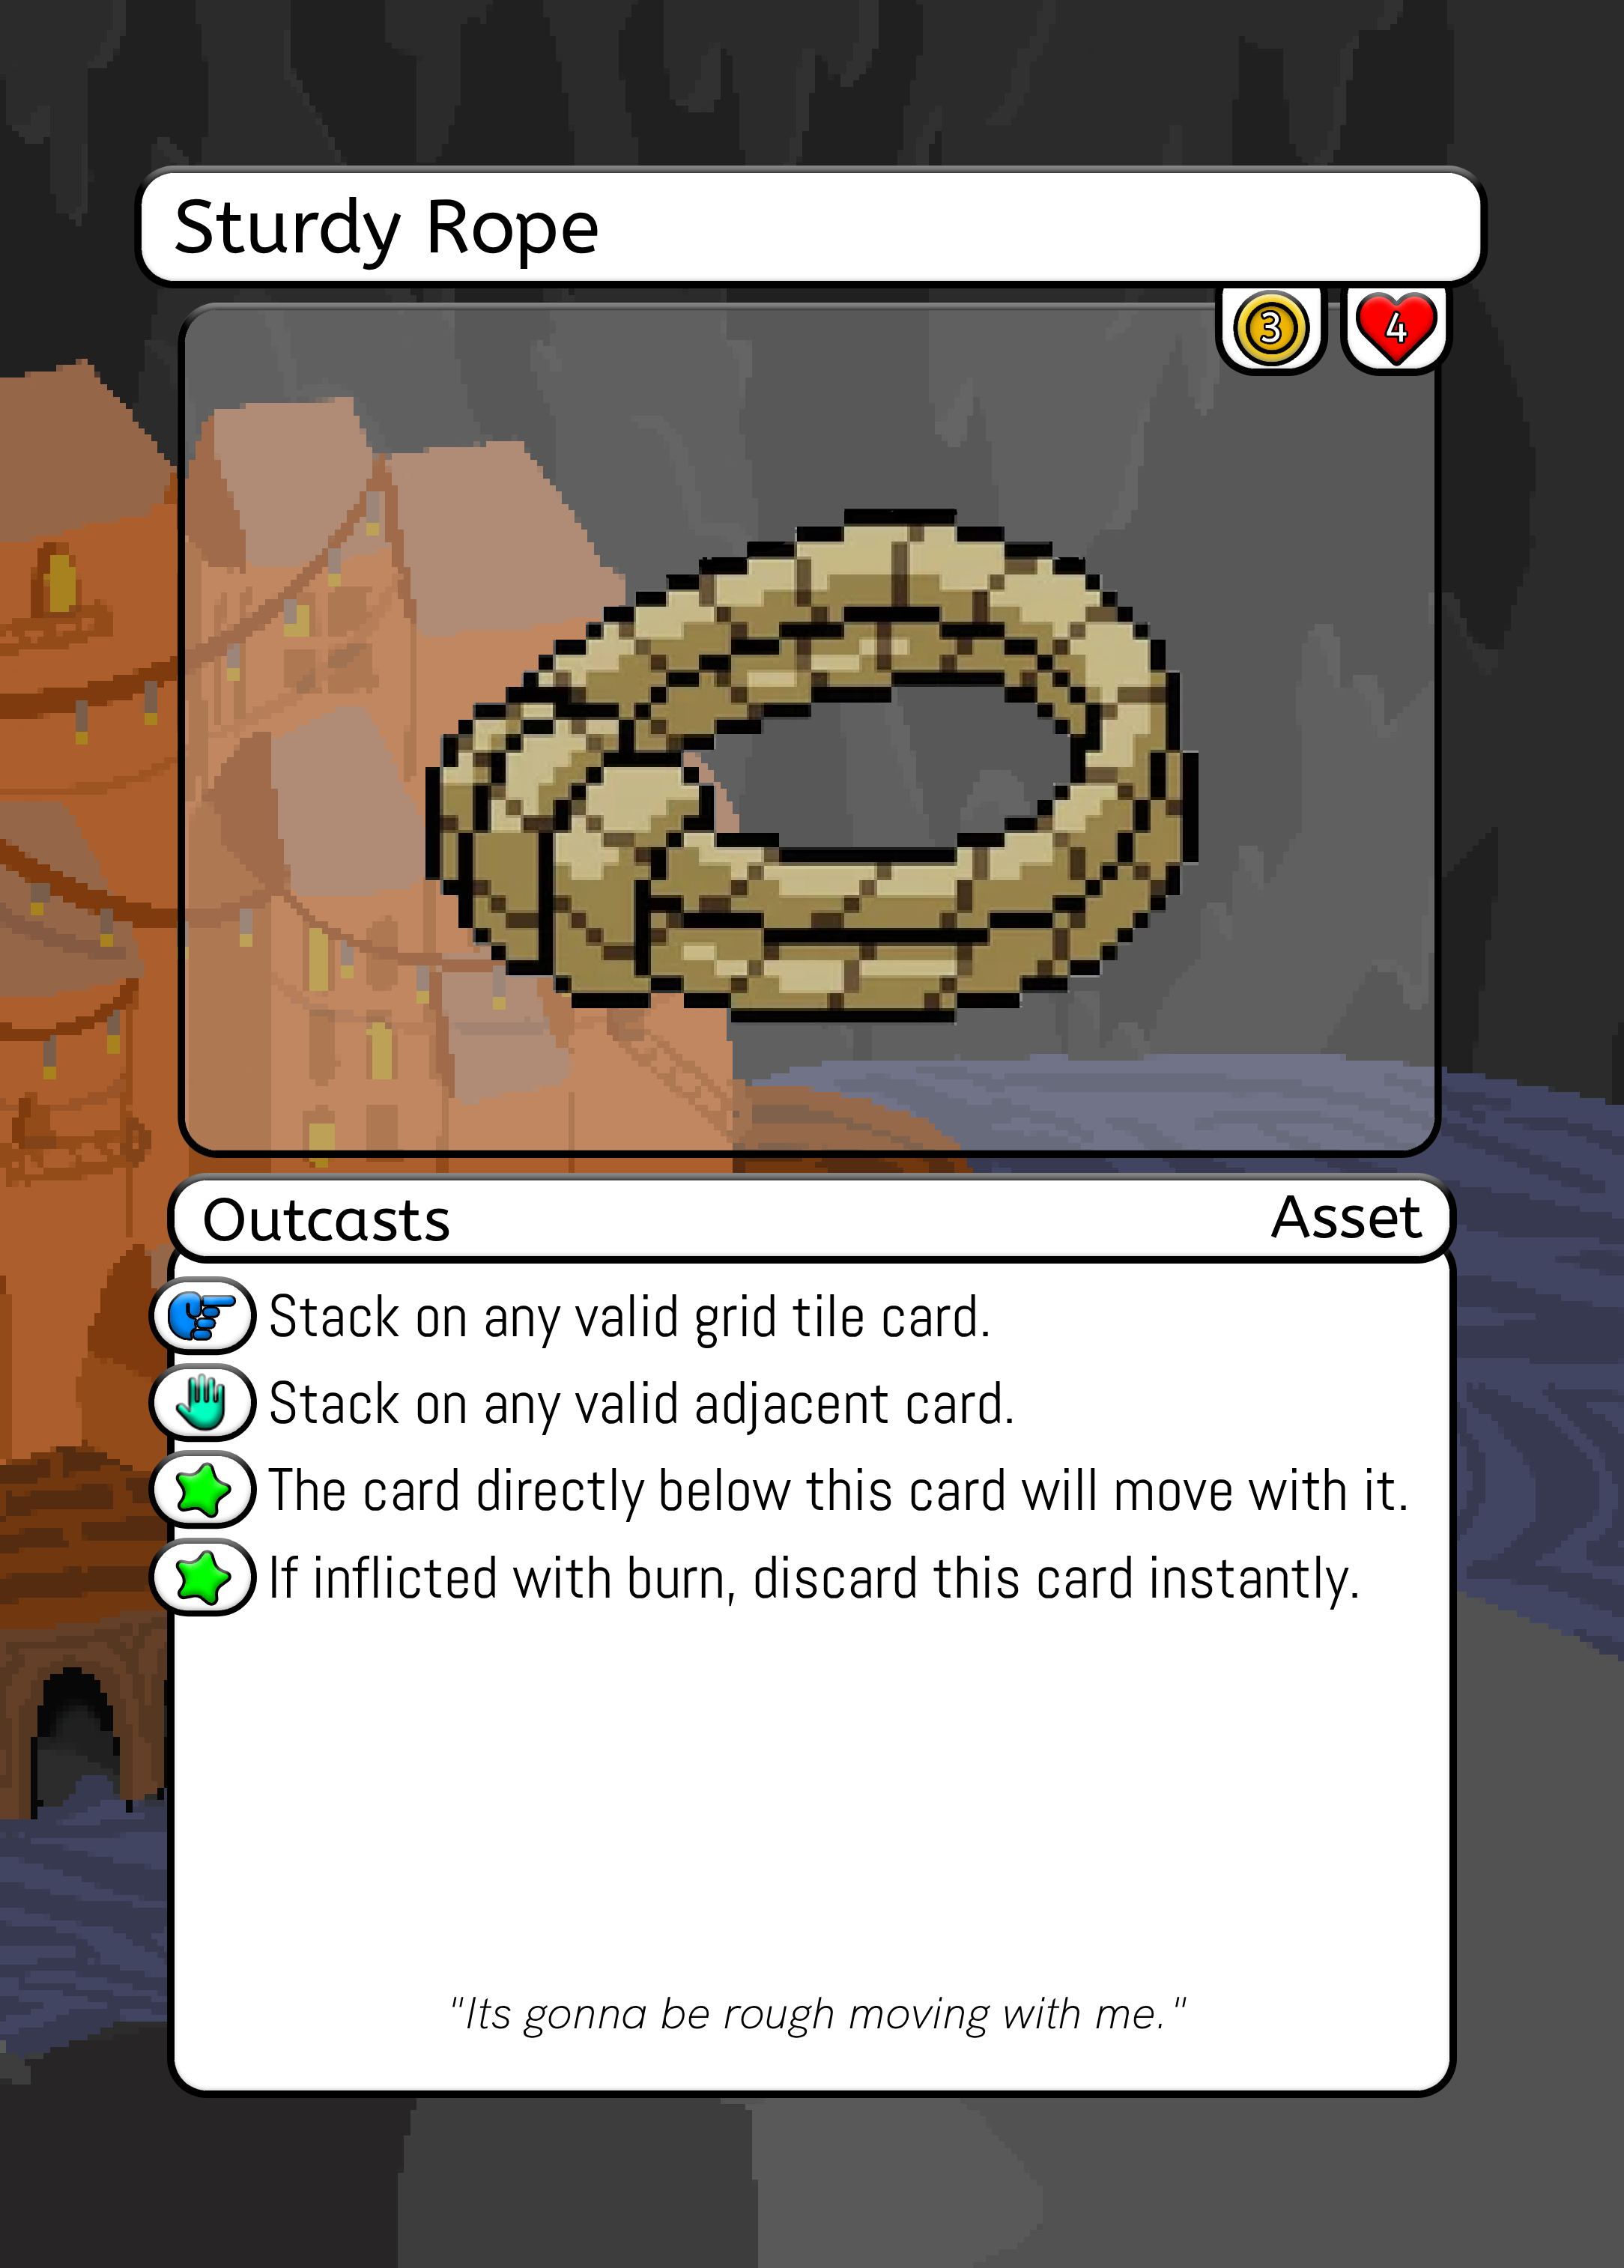 Sturdy Rope
3 4
Outcasts Asset
Stack on any valid grid tile card.
Stack on any valid adjacent card.
The card directly below this card will move with it.
If inflicted with burn, discard this card instantly.
"Its gonna be rough moving with me."